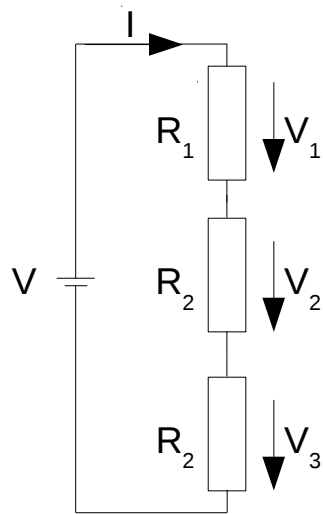 I
R₁ V₁
V R₂ V₂
R₂ V₃